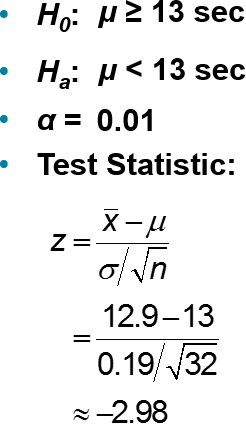 • H₀: μ ≥ 13 sec
• Hₐ: μ < 13 sec
• α = 0.01
• Test Statistic:
z = (x̅ − μ) / (σ/√n)
= (12.9 − 13) / (0.19/√32)
≈ −2.98